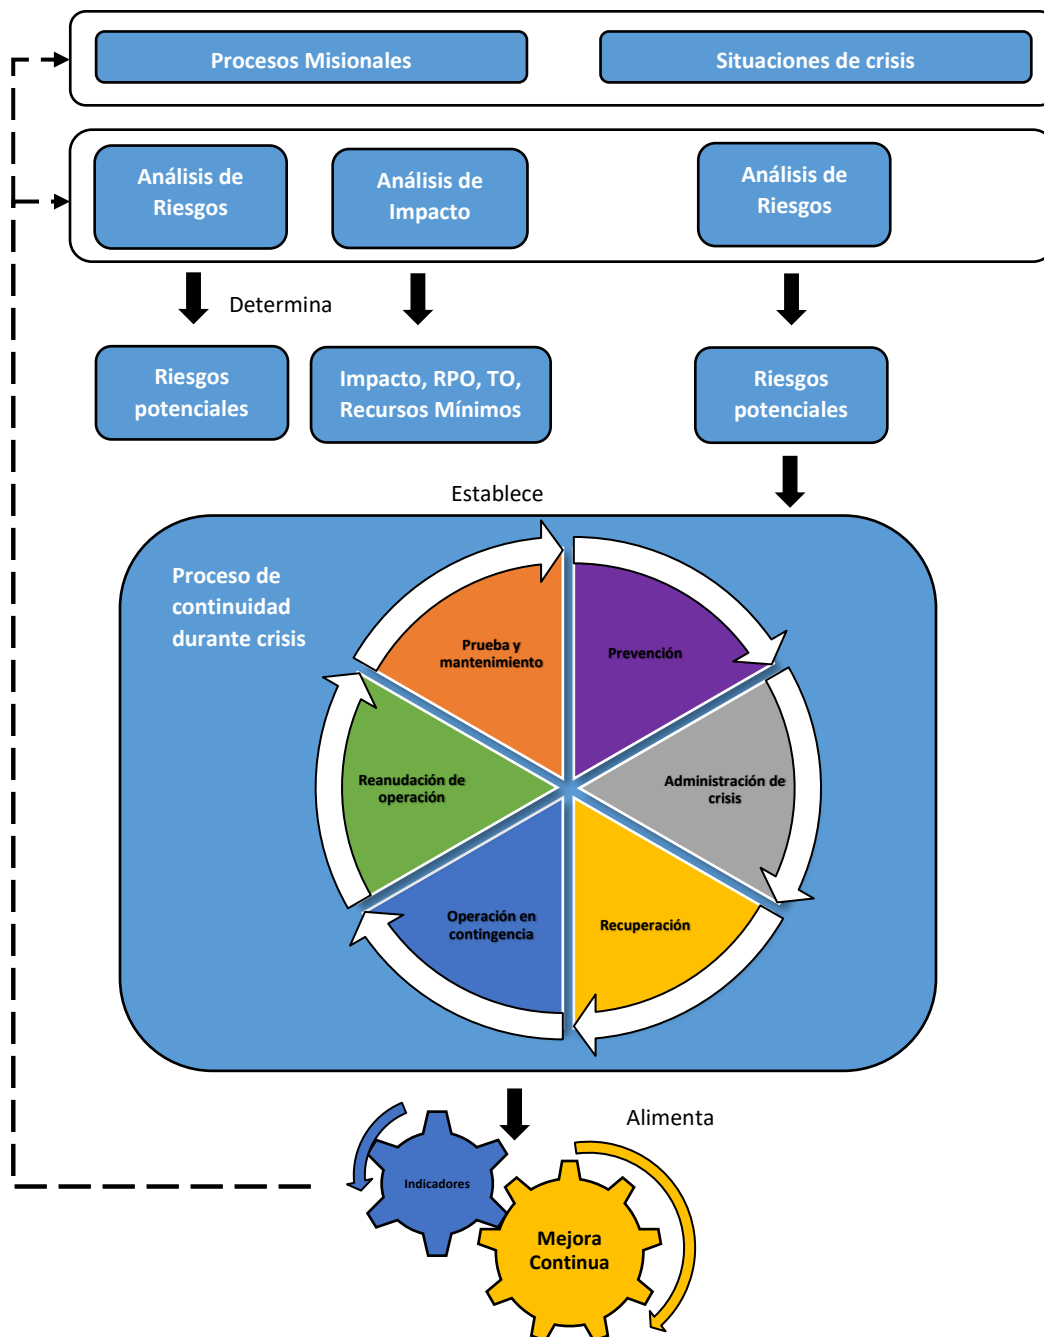 Procesos Misionales
Situaciones de crisis
Análisis de
Riesgos
Análisis de
Impacto
Análisis de
Riesgos
Determina
Riesgos
potenciales
Impacto, RPO, TO,
Recursos Mínimos
Riesgos
potenciales
Establece
Proceso de
continuidad
durante crisis
Prueba y
mantenimiento
Prevención
Reanudación de
operación
Administración de
crisis
Operación en
contingencia
Recuperación
Alimenta
Indicadores
Mejora
Continua